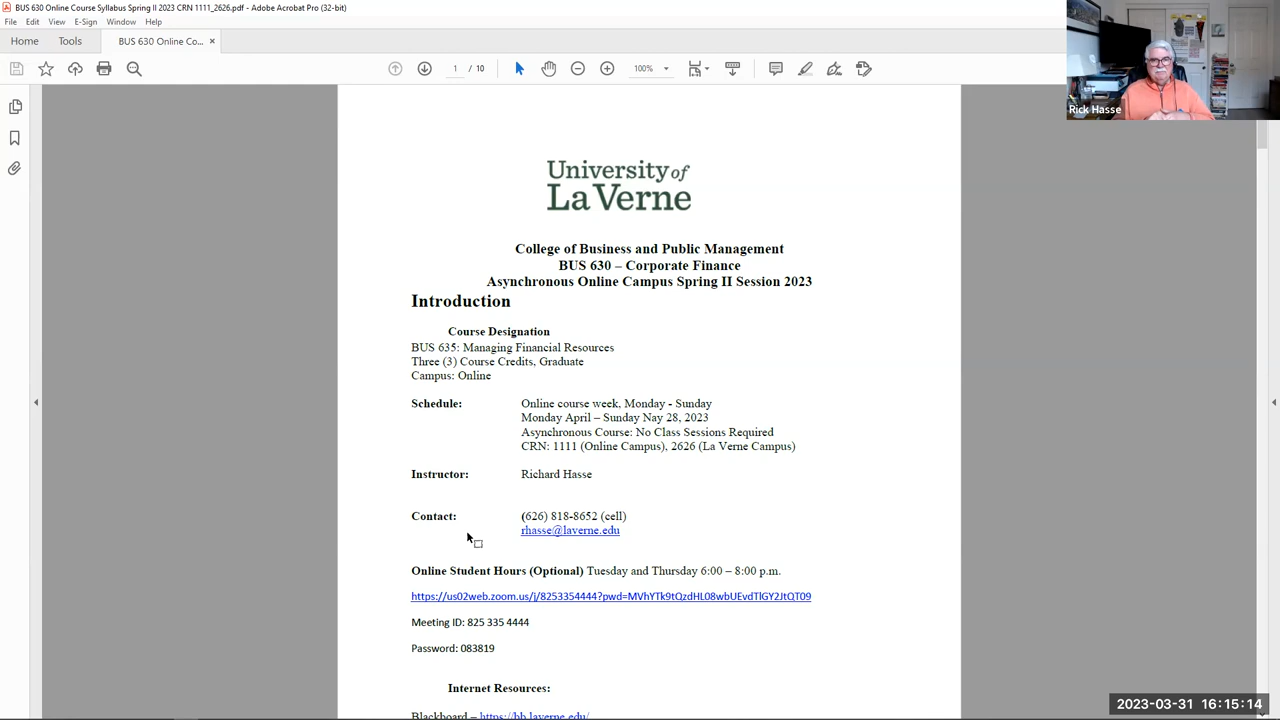 BUS 630 Online Course Syllabus Spring II 2023 CRN 1111_2626.pdf - Adobe Acrobat Pro (32-bit)
File Edit View E-Sign Window Help
Home Tools BUS 630 Online Co... ×
1 / 10 100%
Rick Hasse
University of
La Verne
College of Business and Public Management
BUS 630 – Corporate Finance
Asynchronous Online Campus Spring II Session 2023
Introduction
Course Designation
BUS 635: Managing Financial Resources
Three (3) Course Credits, Graduate
Campus: Online
Schedule: Online course week, Monday - Sunday
Monday April – Sunday Nay 28, 2023
Asynchronous Course: No Class Sessions Required
CRN: 1111 (Online Campus), 2626 (La Verne Campus)
Instructor: Richard Hasse
Contact: (626) 818-8652 (cell)
rhasse@laverne.edu
Online Student Hours (Optional) Tuesday and Thursday 6:00 – 8:00 p.m.
https://us02web.zoom.us/j/8253354444?pwd=MVhYTk9tQzdHL08wbUEvdTlGY2JtQT09
Meeting ID: 825 335 4444
Password: 083819
Internet Resources:
Blackboard – https://bb.laverne.edu/
2023-03-31 16:15:14